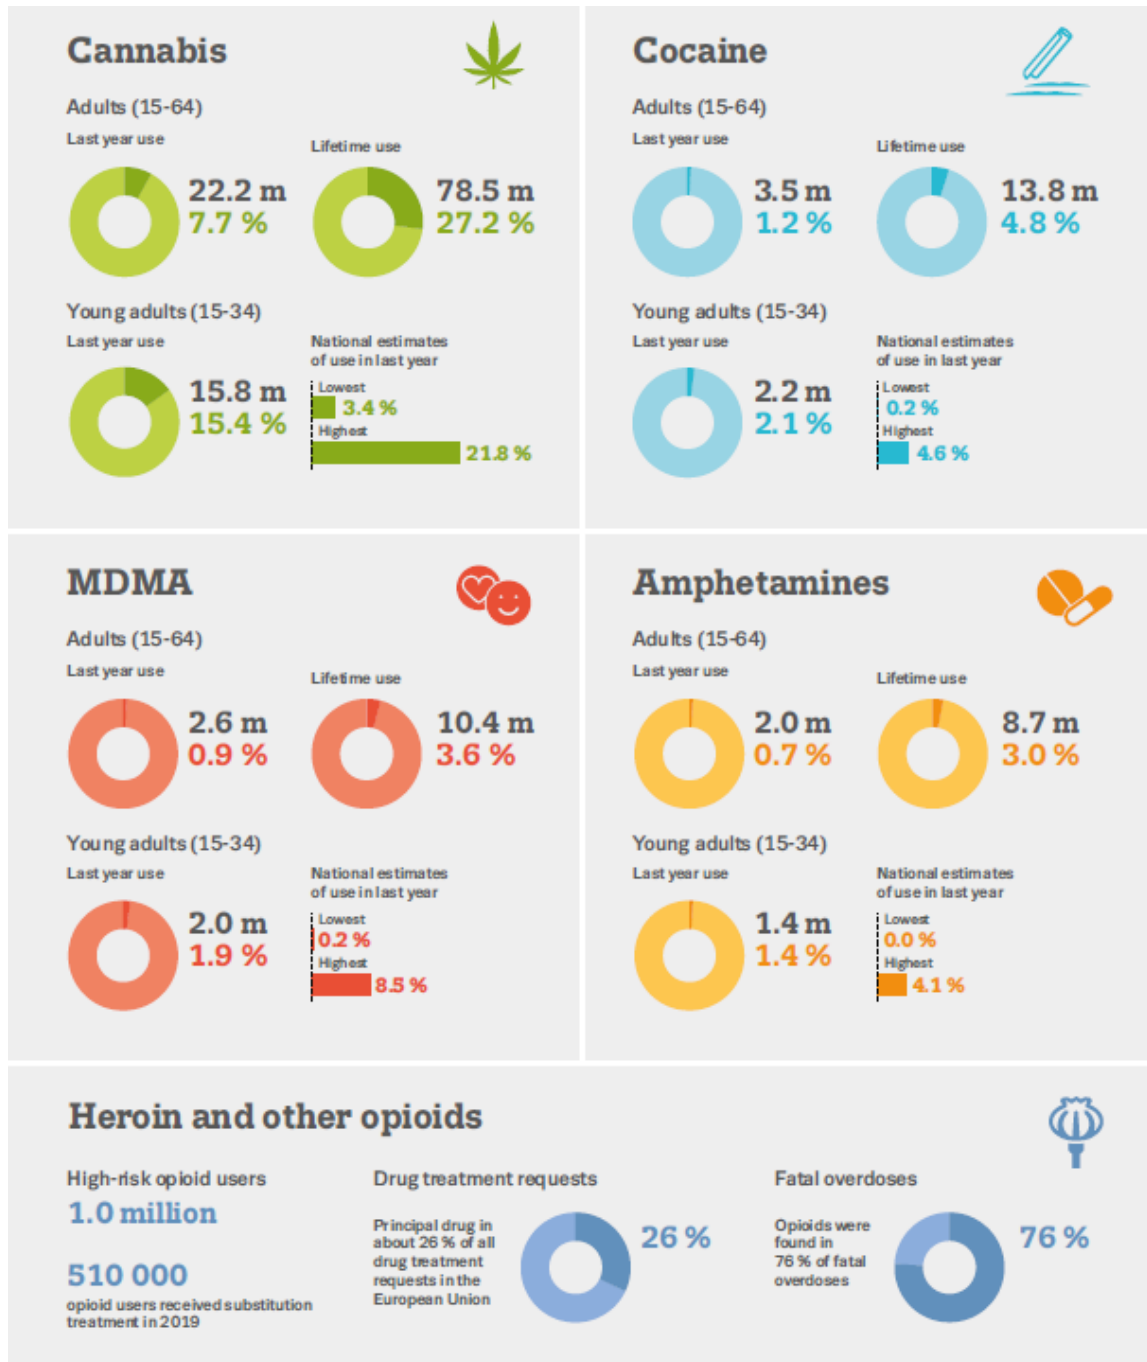 Cannabis
Adults (15-64)
Last year use
22.2 m
7.7 %
Lifetime use
78.5 m
27.2 %
Young adults (15-34)
Last year use
15.8 m
15.4 %
National estimates
of use in last year
Lowest
3.4 %
Highest
21.8 %
Cocaine
Adults (15-64)
Last year use
3.5 m
1.2 %
Lifetime use
13.8 m
4.8 %
Young adults (15-34)
Last year use
2.2 m
2.1 %
National estimates
of use in last year
Lowest
0.2 %
Highest
4.6 %
MDMA
Adults (15-64)
Last year use
2.6 m
0.9 %
Lifetime use
10.4 m
3.6 %
Young adults (15-34)
Last year use
2.0 m
1.9 %
National estimates
of use in last year
Lowest
0.2 %
Highest
8.5 %
Amphetamines
Adults (15-64)
Last year use
2.0 m
0.7 %
Lifetime use
8.7 m
3.0 %
Young adults (15-34)
Last year use
1.4 m
1.4 %
National estimates
of use in last year
Lowest
0.0 %
Highest
4.1 %
Heroin and other opioids
High-risk opioid users
1.0 million
510 000
opioid users received substitution
treatment in 2019
Drug treatment requests
Principal drug in
about 26 % of all
drug treatment
requests in the
European Union
26 %
Fatal overdoses
Opioids were
found in
76 % of fatal
overdoses
76 %